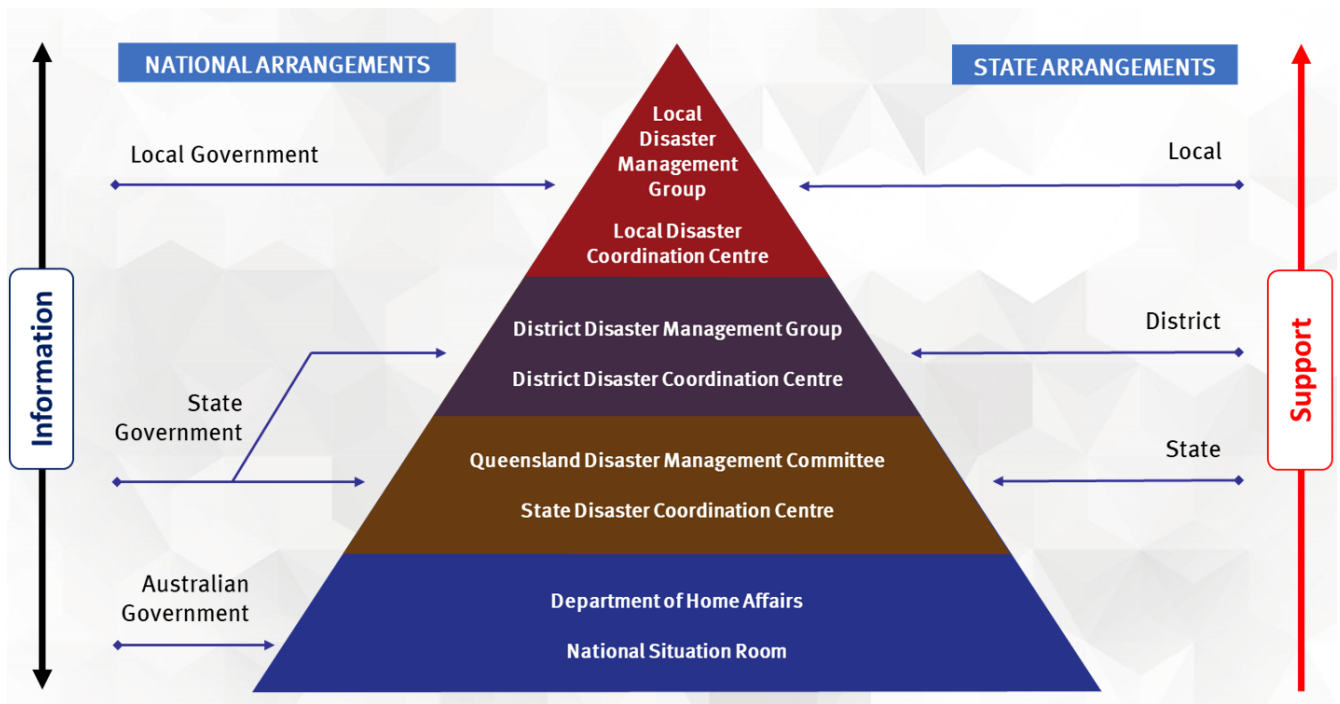 NATIONAL ARRANGEMENTS
STATE ARRANGEMENTS
Information
Support
Local Government
Local
Disaster
Management
Group
Local Disaster
Coordination Centre
Local
District Disaster Management Group
District Disaster Coordination Centre
District
State
Government
Queensland Disaster Management Committee
State Disaster Coordination Centre
State
Australian
Government
Department of Home Affairs
National Situation Room